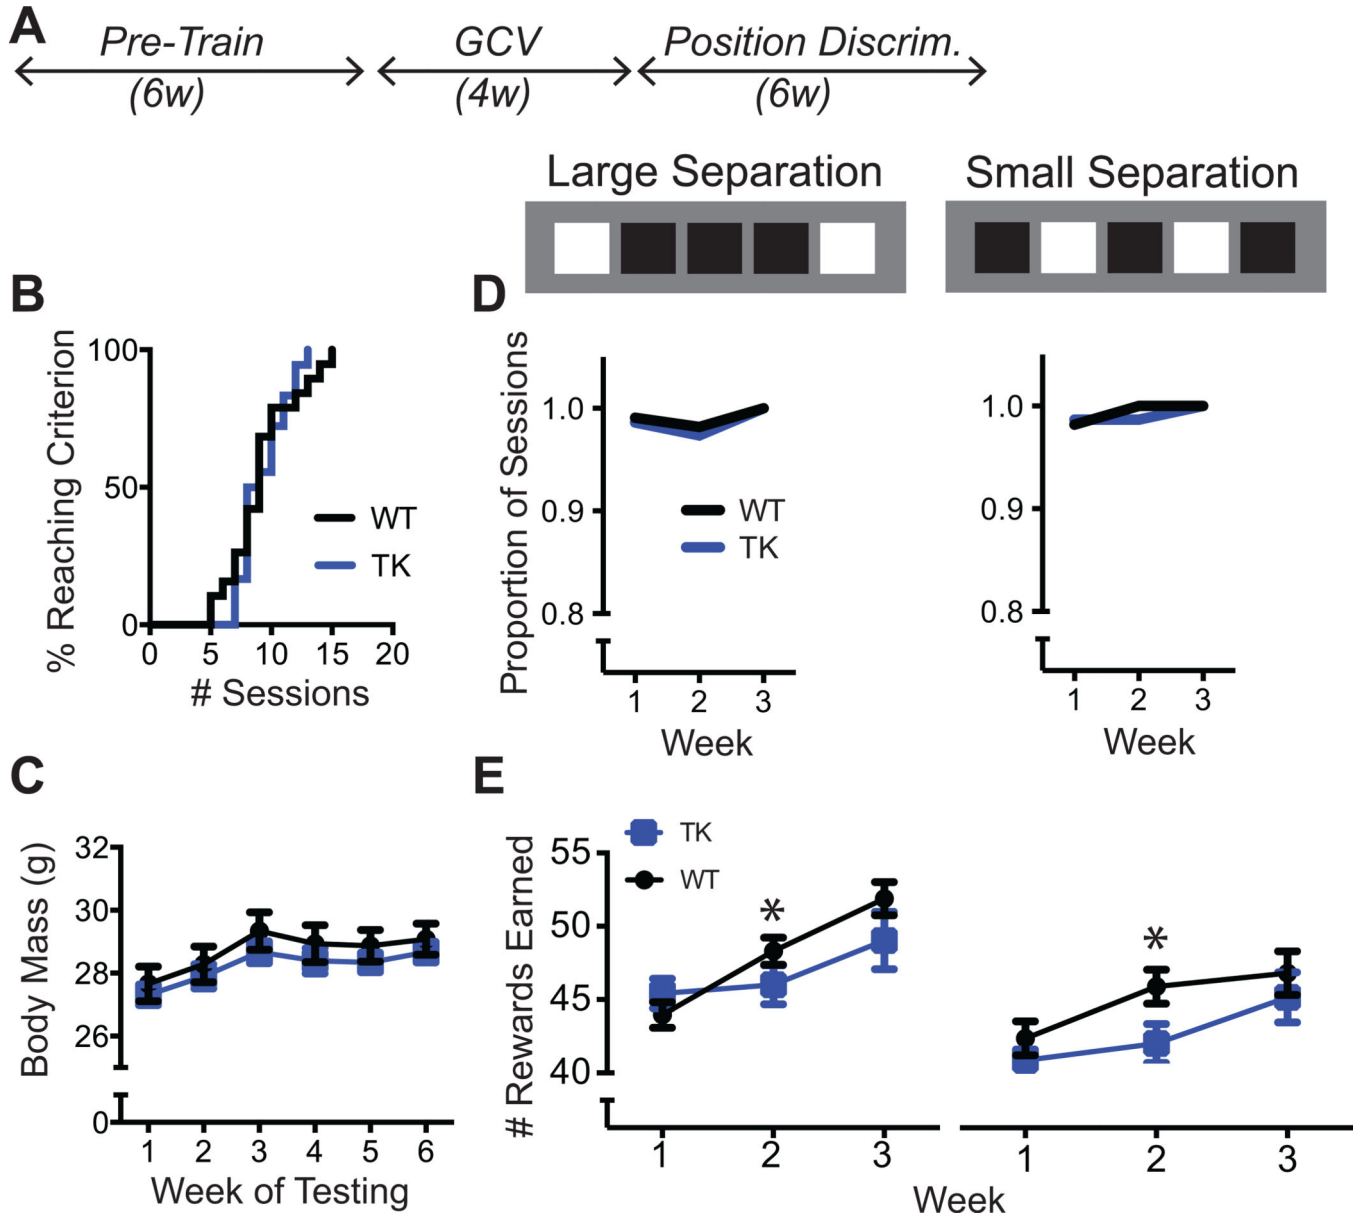 A
Pre-Train GCV Position Discrim.
(6w) (4w) (6w)
Large Separation Small Separation
B
% Reaching Criterion
100
50
0
WT
TK
0 5 10 15 20
# Sessions
D
Proportion of Sessions
1.0
0.9
0.8
WT
TK
1 2 3
Week
1.0
0.9
0.8
1 2 3
Week
C
Body Mass (g)
32
30
28
26
0
1 2 3 4 5 6
Week of Testing
E
# Rewards Earned
TK
WT
55
50
45
40
*
*
1 2 3 1 2 3
Week